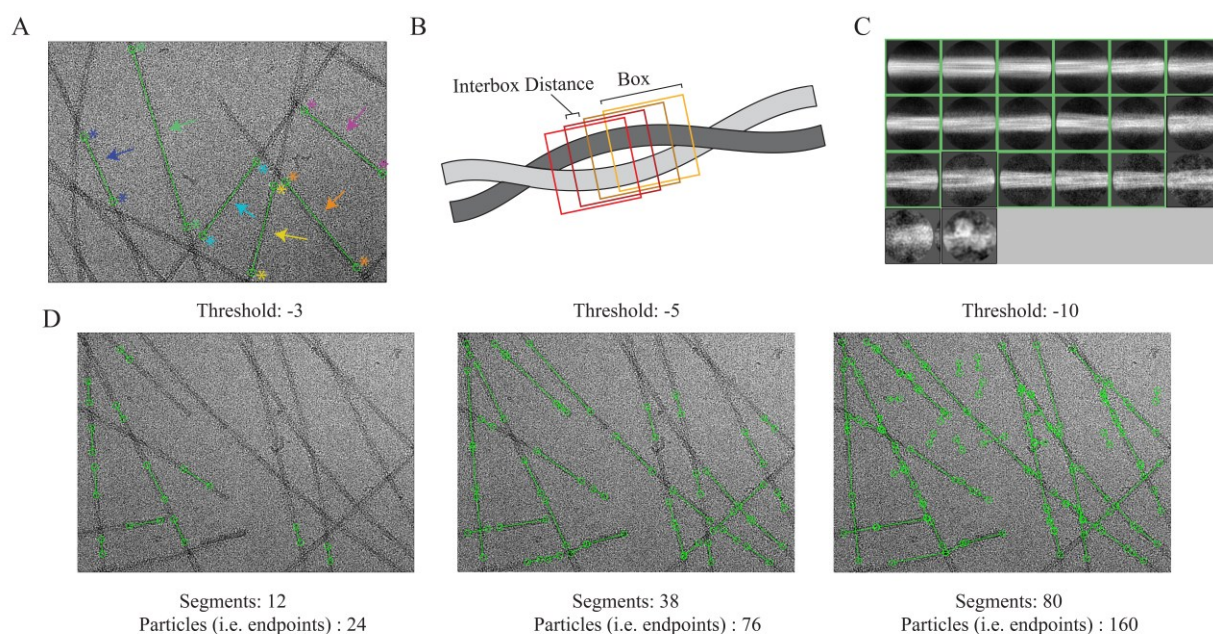 A
B
C
Interbox Distance
Box
D
Threshold: -3
Threshold: -5
Threshold: -10
Segments: 12
Particles (i.e. endpoints) : 24
Segments: 38
Particles (i.e. endpoints) : 76
Segments: 80
Particles (i.e. endpoints) : 160